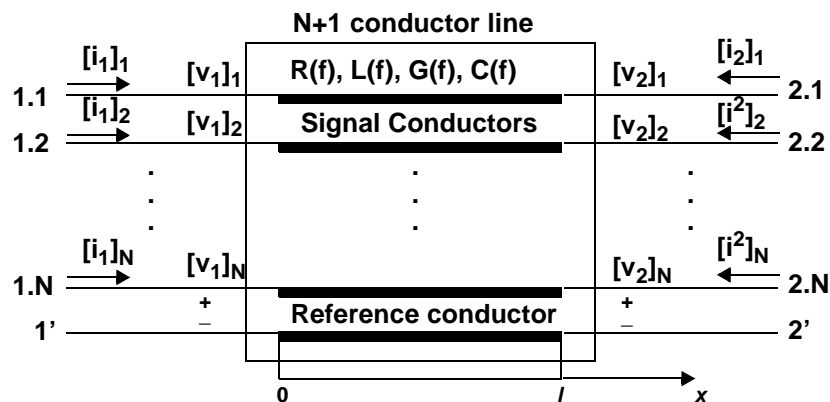 N+1 conductor line
[i1]1 [v1]1 R(f), L(f), G(f), C(f) [v2]1 [i2]1
1.1 2.1
[i1]2 [v1]2 Signal Conductors [v2]2 [i2]2
1.2 2.2
. . .
. . .
. . .
[i1]N [v1]N [v2]N [i2]N
1.N 2.N
+ +
Reference conductor
– –
1’ 2’
0 l x